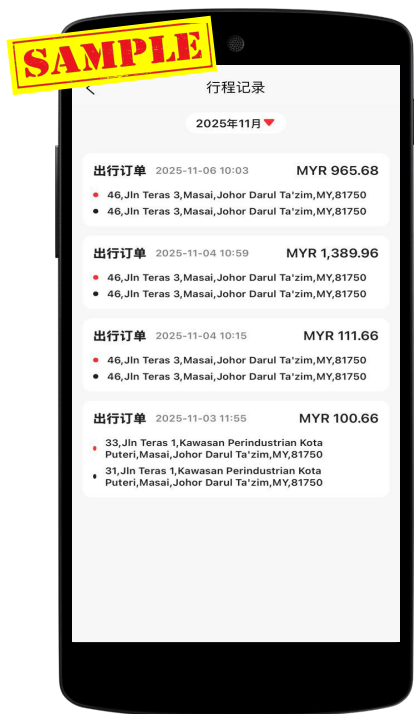 SAMPLE
行程记录
2025年11月
出行订单 2025-11-06 10:03 MYR 965.68
46,Jln Teras 3,Masai,Johor Darul Ta'zim,MY,81750
46,Jln Teras 3,Masai,Johor Darul Ta'zim,MY,81750
出行订单 2025-11-04 10:59 MYR 1,389.96
46,Jln Teras 3,Masai,Johor Darul Ta'zim,MY,81750
46,Jln Teras 3,Masai,Johor Darul Ta'zim,MY,81750
出行订单 2025-11-04 10:15 MYR 111.66
46,Jln Teras 3,Masai,Johor Darul Ta'zim,MY,81750
46,Jln Teras 3,Masai,Johor Darul Ta'zim,MY,81750
出行订单 2025-11-03 11:55 MYR 100.66
33,Jln Teras 1,Kawasan Perindustrian Kota
Puteri,Masai,Johor Darul Ta'zim,MY,81750
31,Jln Teras 1,Kawasan Perindustrian Kota
Puteri,Masai,Johor Darul Ta'zim,MY,81750